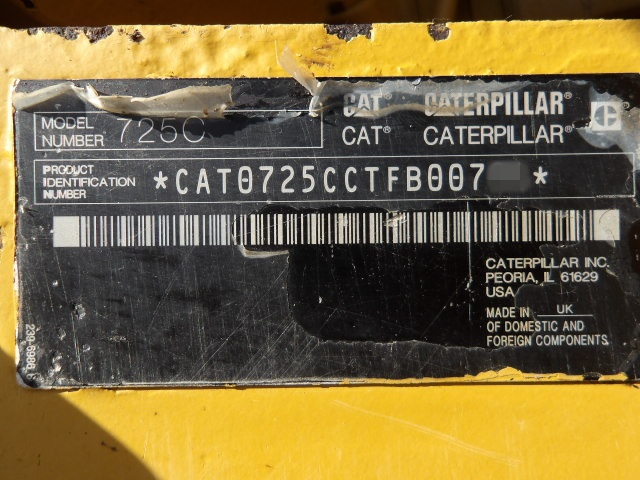 CAT® CATERPILLAR®
MODEL NUMBER 725C
CAT® CATERPILLAR®
PRODUCT IDENTIFICATION NUMBER *CAT0725CCTFB007 *
CATERPILLAR INC.
PEORIA, IL 61629
USA
MADE IN UK
OF DOMESTIC AND
FOREIGN COMPONENTS